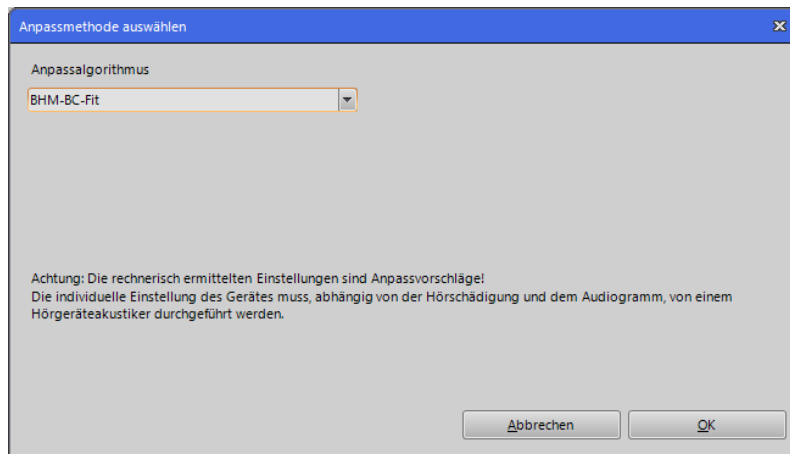 Anpassmethode auswählen
Anpassalgorithmus
BHM-BC-Fit
Achtung: Die rechnerisch ermittelten Einstellungen sind Anpassvorschläge!
Die individuelle Einstellung des Gerätes muss, abhängig von der Hörschädigung und dem Audiogramm, von einem
Hörgeräteakustiker durchgeführt werden.
Abbrechen OK